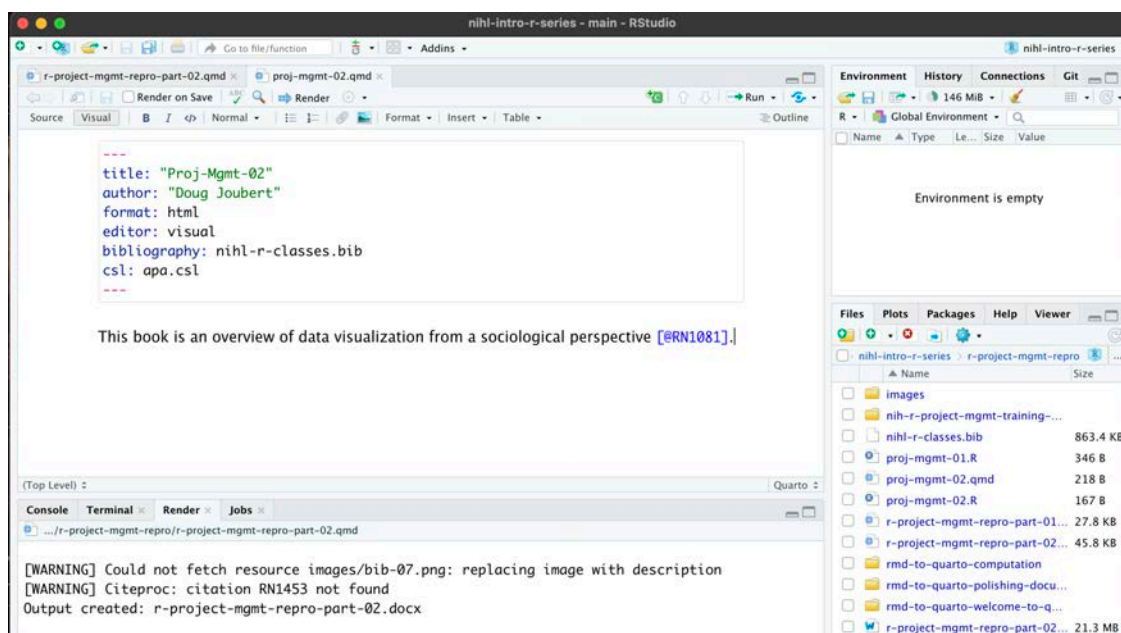 nihl-intro-r-series - main - RStudio
Go to file/function
Addins
nihl-intro-r-series
r-project-mgmt-repro-part-02.qmd
proj-mgmt-02.qmd
Render on Save
ABC
Render
Run
Source
Visual
B I </> Normal
Format
Insert
Table
Outline
---
title: "Proj-Mgmt-02"
author: "Doug Joubert"
format: html
editor: visual
bibliography: nihl-r-classes.bib
csl: apa.csl
---
This book is an overview of data visualization from a sociological perspective [@RN1081].
(Top Level)
Quarto
Console
Terminal
Render
Jobs
.../r-project-mgmt-repro/r-project-mgmt-repro-part-02.qmd
[WARNING] Could not fetch resource images/bib-07.png: replacing image with description
[WARNING] Citeproc: citation RN1453 not found
Output created: r-project-mgmt-repro-part-02.docx
Environment
History
Connections
Git
146 MiB
R
Global Environment
Name
Type
Le...
Size
Value
Environment is empty
Files
Plots
Packages
Help
Viewer
nihl-intro-r-series
r-project-mgmt-repro
...
Name
Size
images
nih-r-project-mgmt-training-...
nihl-r-classes.bib 863.4 KB
proj-mgmt-01.R 346 B
proj-mgmt-02.qmd 218 B
proj-mgmt-02.R 167 B
r-project-mgmt-repro-part-01... 27.8 KB
r-project-mgmt-repro-part-02... 45.8 KB
rmd-to-quarto-computation
rmd-to-quarto-polishing-docu...
rmd-to-quarto-welcome-to-q...
r-project-mgmt-repro-part-02... 21.3 MB